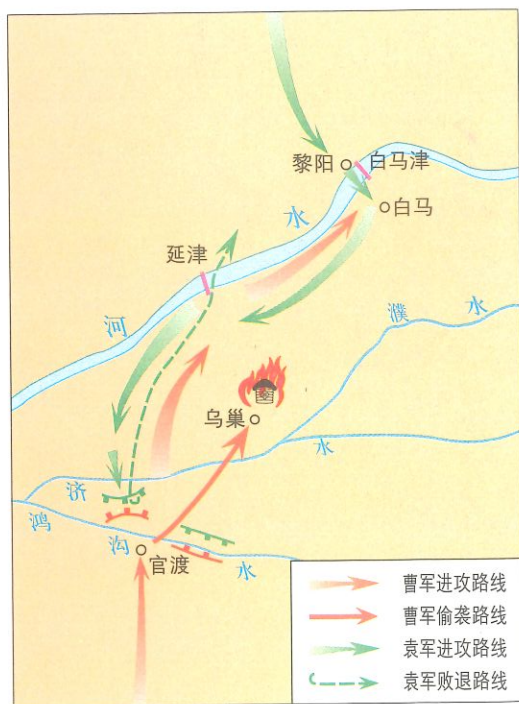 黎阳
白马津
白马
水
延津
河
濮
水
乌巢
水
济
鸿
沟
官渡
水
曹军进攻路线
曹军偷袭路线
袁军进攻路线
袁军败退路线